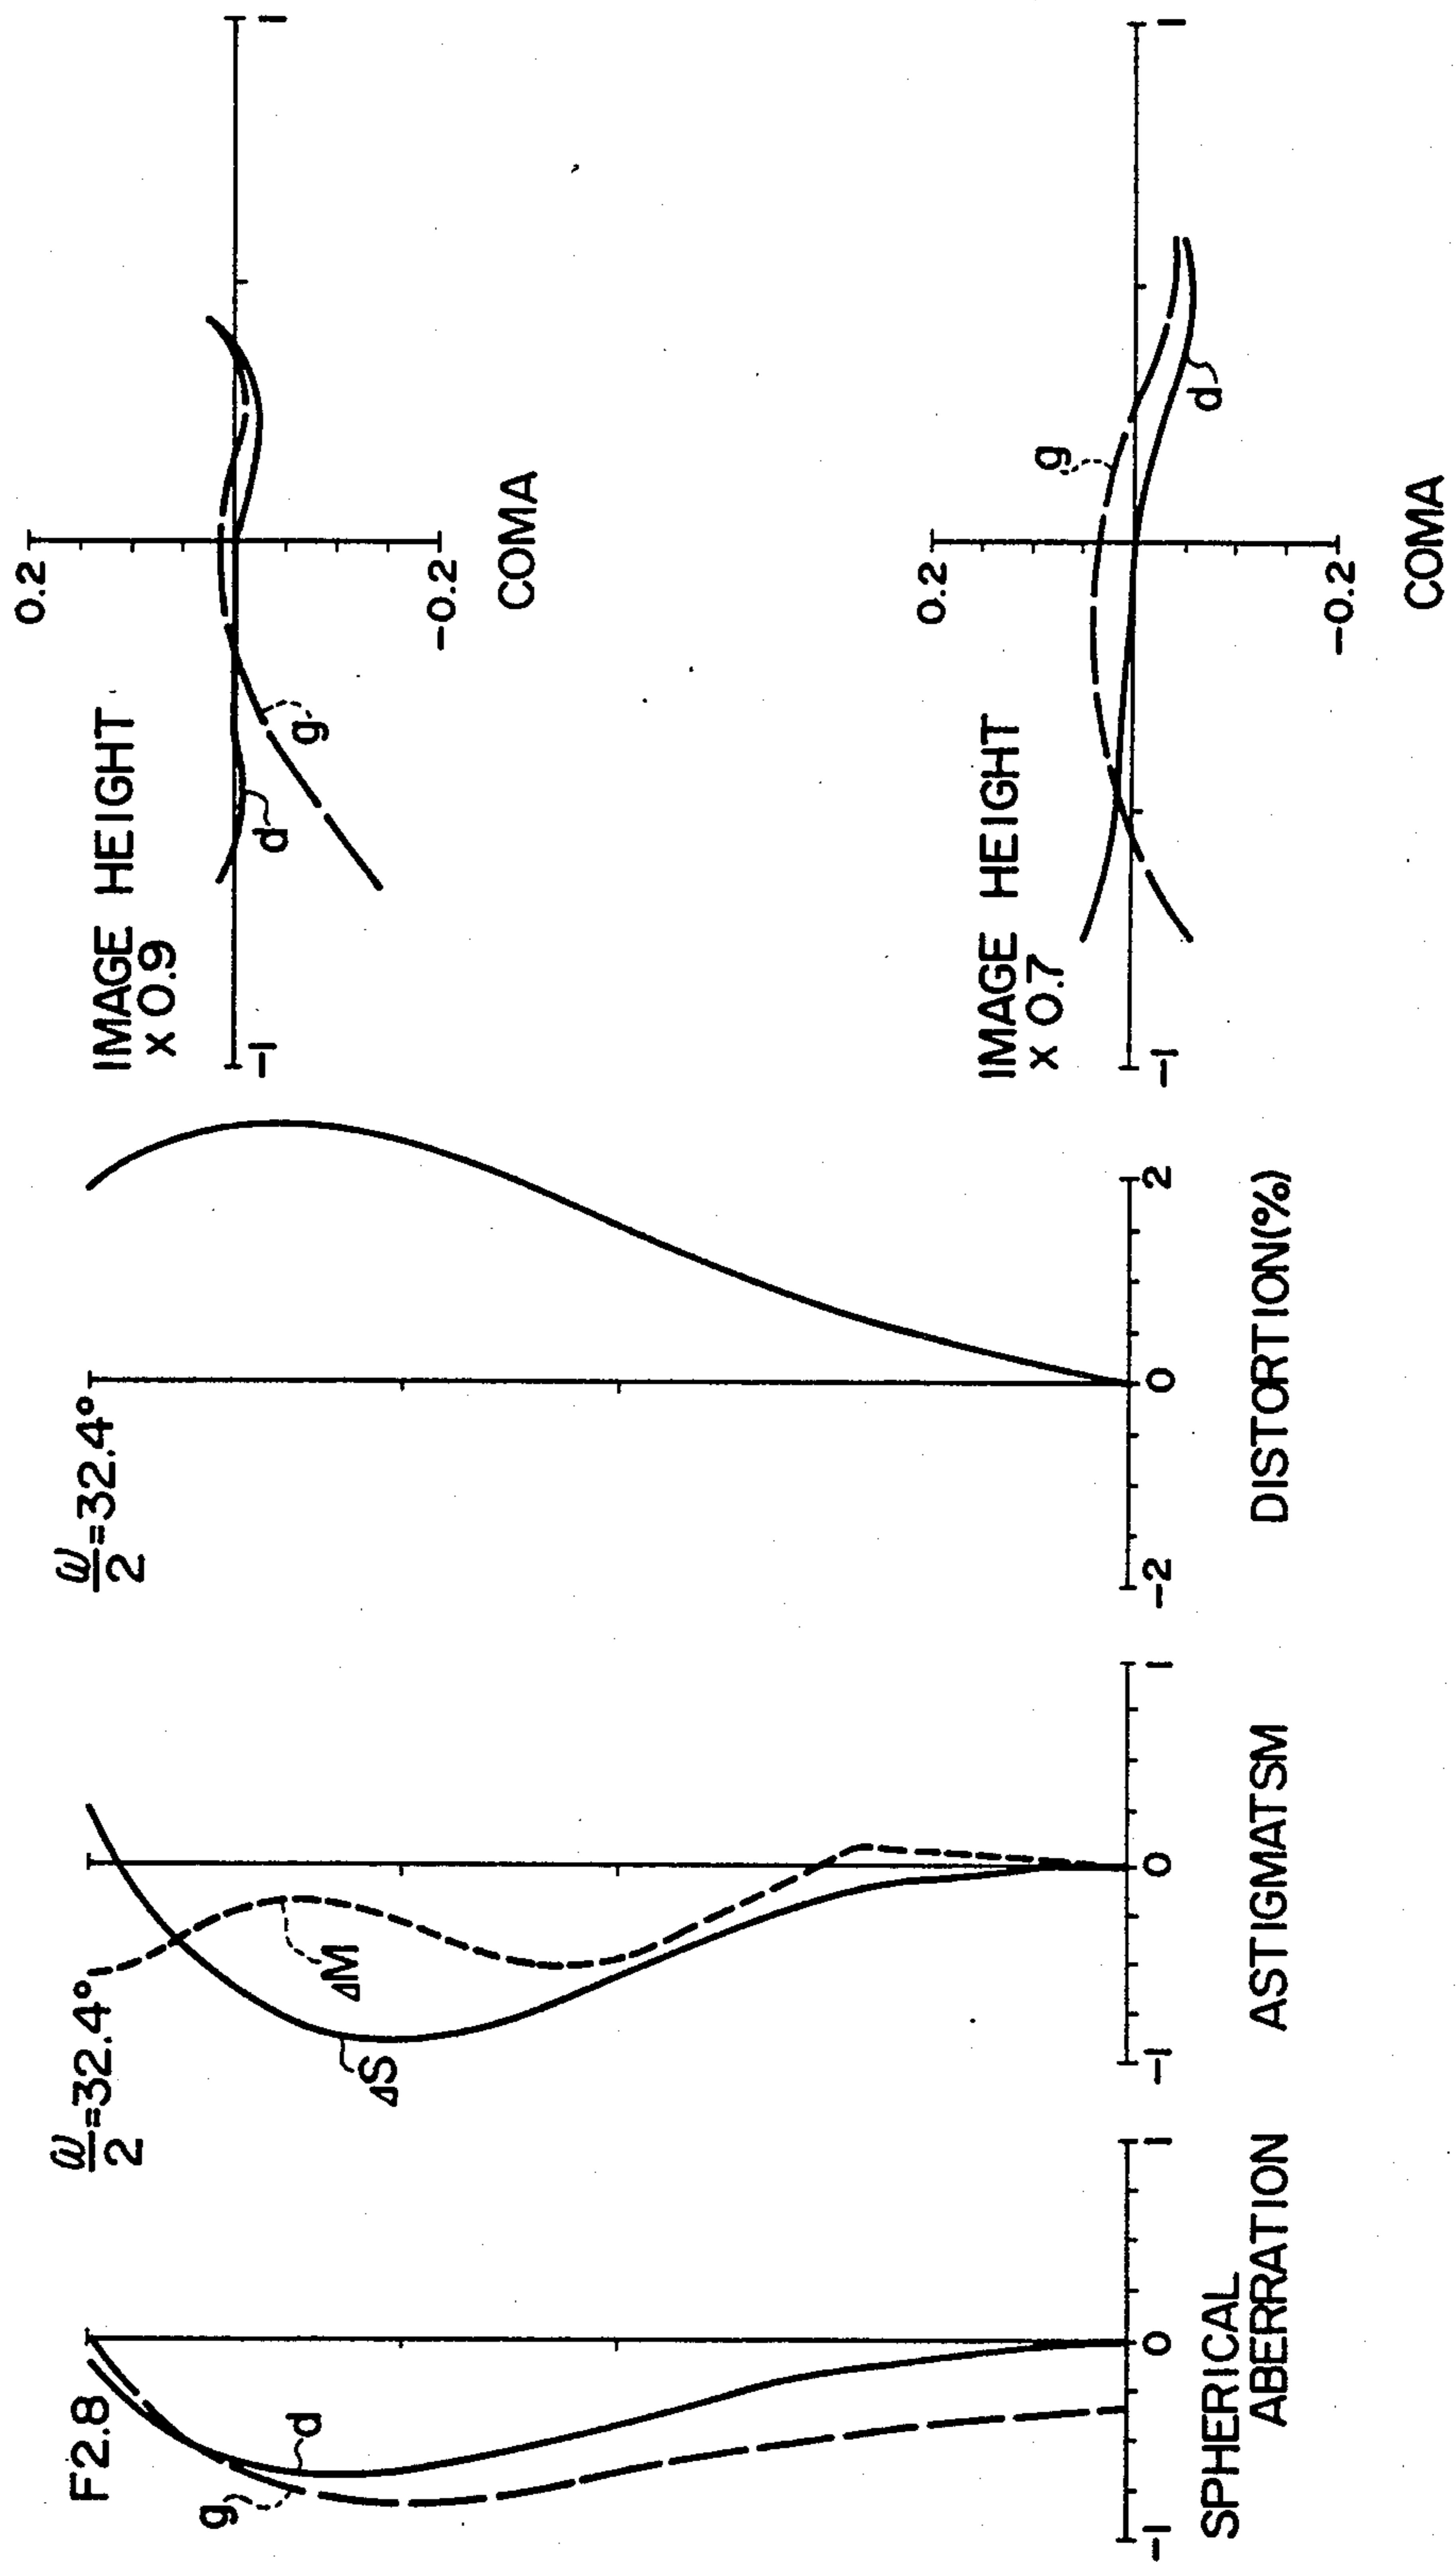 F2.8
g
d
-1
0
1
SPHERICAL
ABERRATION
ω/2=32.4°
ΔS
ΔM
-1
0
1
ASTIGMATSM
ω/2=32.4°
-2
0
2
DISTORTION(%)
IMAGE HEIGHT
x 0.9
0.2
-0.2
-1
1
d
g
COMA
IMAGE HEIGHT
x 0.7
0.2
-0.2
-1
1
g
d
COMA